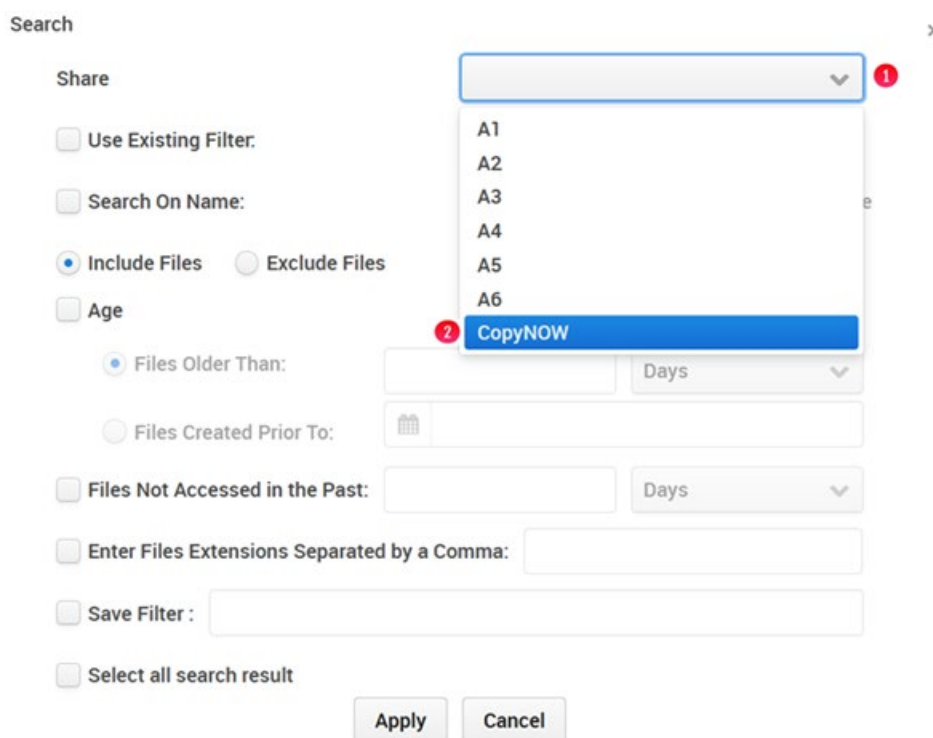 Search
Share
1
Use Existing Filter:
A1
A2
Search On Name:
A3
e
A4
Include Files Exclude Files
A5
Age
A6
2 CopyNOW
Files Older Than:
Days
Files Created Prior To:
Files Not Accessed in the Past:
Days
Enter Files Extensions Separated by a Comma:
Save Filter :
Select all search result
Apply Cancel